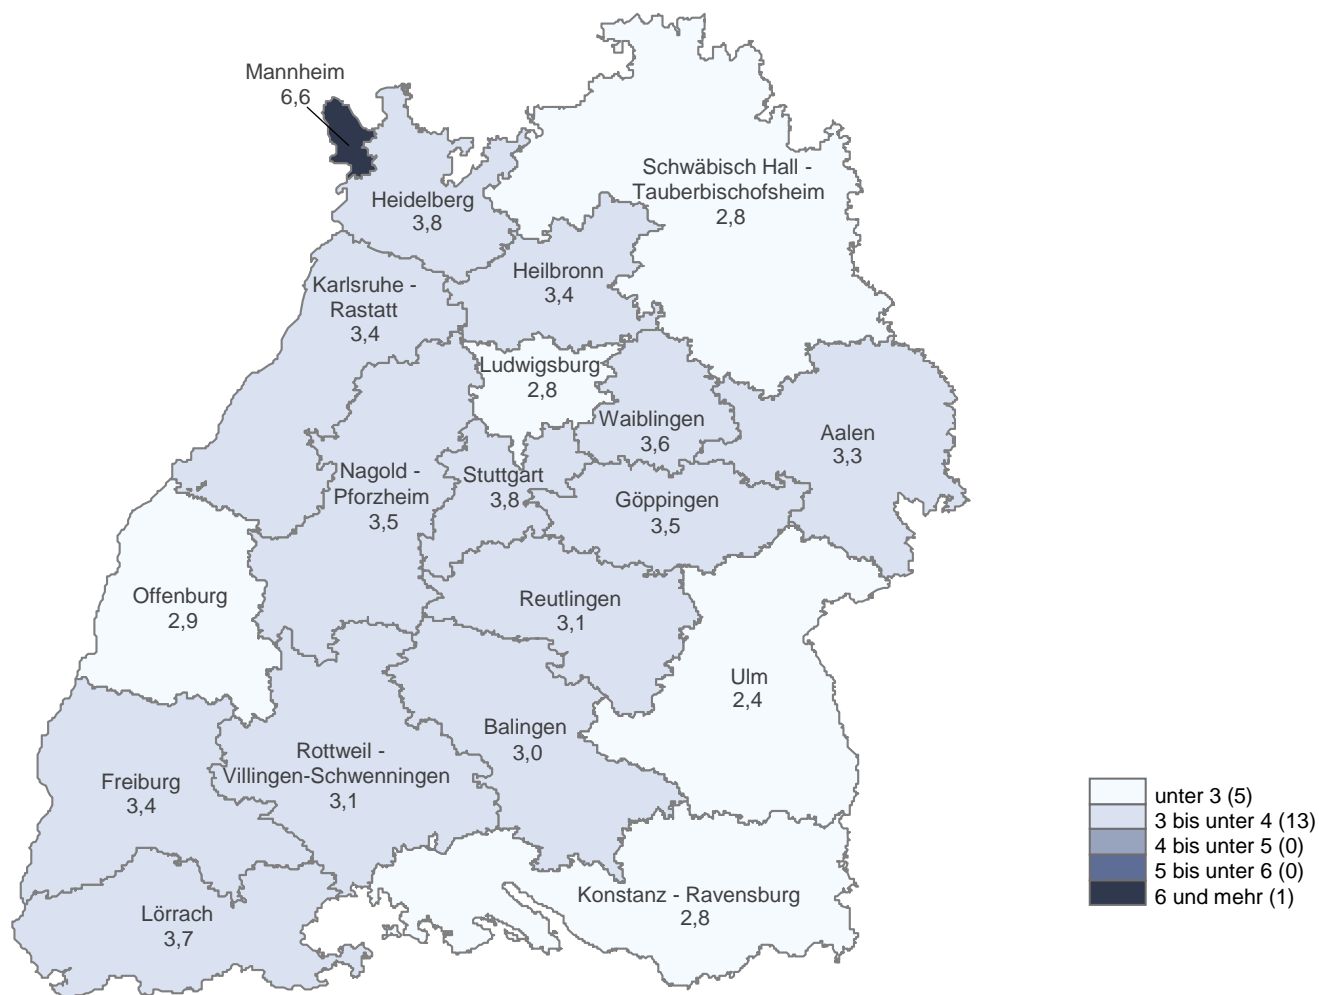 Mannheim
6,6
Schwäbisch Hall -
Tauberbischofsheim
2,8
Heidelberg
3,8
Heilbronn
3,4
Karlsruhe -
Rastatt
3,4
Ludwigsburg
2,8
Waiblingen
3,6
Aalen
3,3
Nagold -
Pforzheim
3,5
Stuttgart
3,8
Göppingen
3,5
Offenburg
2,9
Reutlingen
3,1
Ulm
2,4
Balingen
3,0
Rottweil -
Villingen-Schwenningen
3,1
Freiburg
3,4
Konstanz - Ravensburg
2,8
Lörrach
3,7
unter 3 (5)
3 bis unter 4 (13)
4 bis unter 5 (0)
5 bis unter 6 (0)
6 und mehr (1)